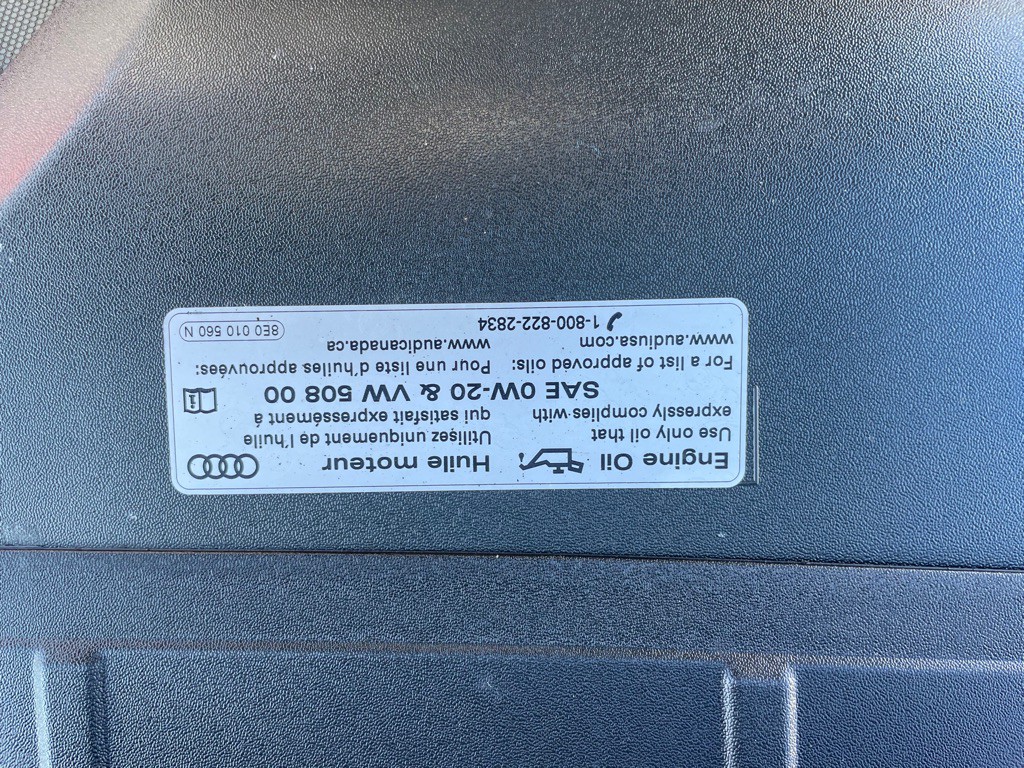 Engine Oil
Use only oil that
expressly complies with
Huile moteur
Utilisez uniquement de l'huile
qui satisfait expressément á
SAE 0W-20 & VW 508 00
For a list of approved oils:
www.audiusa.com
Pour une liste d'huiles approuvées:
www.audicanada.ca
1-800-822-2834
8E0 010 560 N